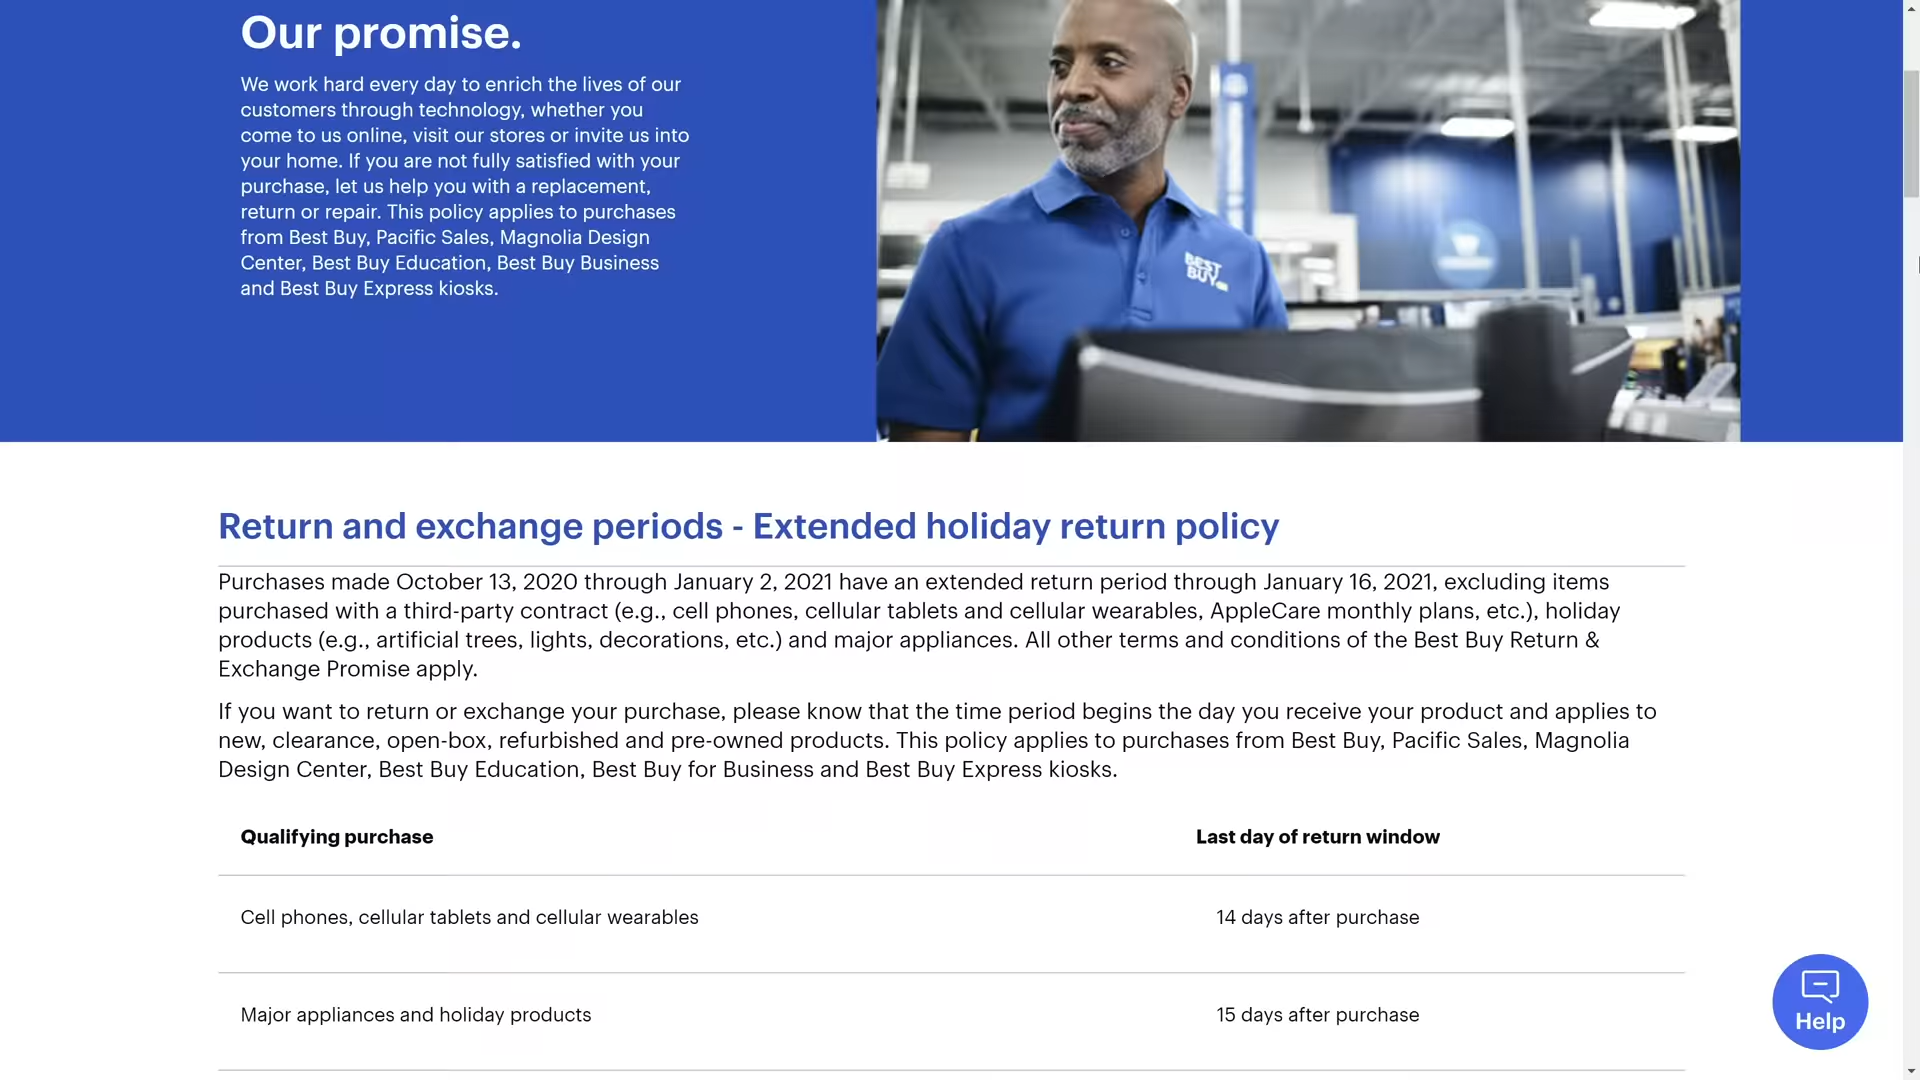 Our promise.
We work hard every day to enrich the lives of our
customers through technology, whether you
come to us online, visit our stores or invite us into
your home. If you are not fully satisfied with your
purchase, let us help you with a replacement,
return or repair. This policy applies to purchases
from Best Buy, Pacific Sales, Magnolia Design
Center, Best Buy Education, Best Buy Business
and Best Buy Express kiosks.
BEST
BUY
Return and exchange periods - Extended holiday return policy
Purchases made October 13, 2020 through January 2, 2021 have an extended return period through January 16, 2021, excluding items
purchased with a third-party contract (e.g., cell phones, cellular tablets and cellular wearables, AppleCare monthly plans, etc.), holiday
products (e.g., artificial trees, lights, decorations, etc.) and major appliances. All other terms and conditions of the Best Buy Return &
Exchange Promise apply.
If you want to return or exchange your purchase, please know that the time period begins the day you receive your product and applies to
new, clearance, open-box, refurbished and pre-owned products. This policy applies to purchases from Best Buy, Pacific Sales, Magnolia
Design Center, Best Buy Education, Best Buy for Business and Best Buy Express kiosks.
Qualifying purchase Last day of return window
Cell phones, cellular tablets and cellular wearables 14 days after purchase
Major appliances and holiday products 15 days after purchase
Help